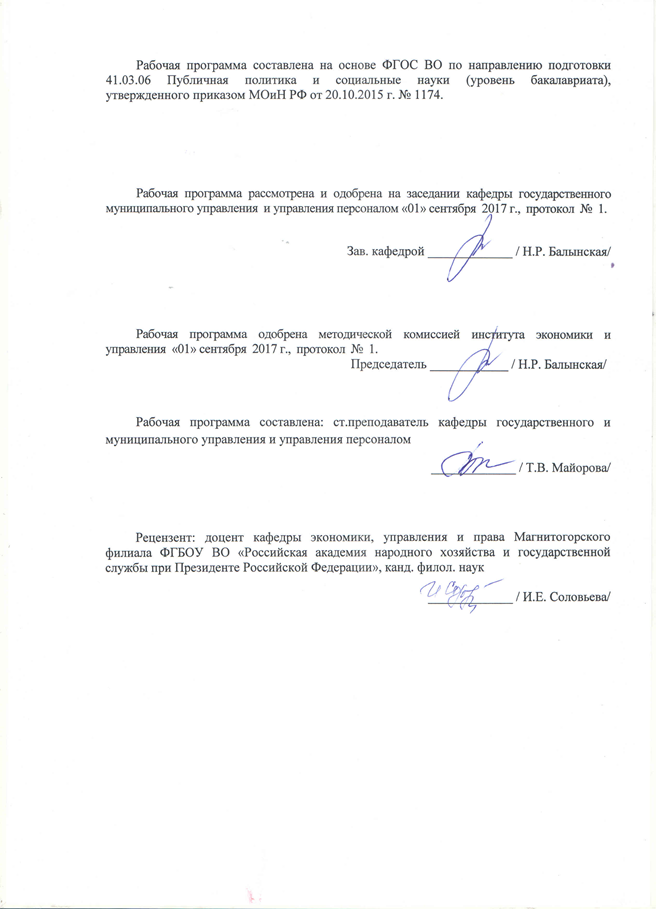 Рабочая программа составлена на основе ФГОС ВО по направлению подготовки
41.03.06 Публичная политика и социальные науки (уровень бакалавриата),
утвержденного приказом МОиН РФ от 20.10.2015 г. № 1174.
Рабочая программа рассмотрена и одобрена на заседании кафедры государственного
муниципального управления и управления персоналом «01» сентября 2017 г., протокол № 1.
Зав. кафедрой ______________ / Н.Р. Балынская/
Рабочая программа одобрена методической комиссией института экономики и
управления «01» сентября 2017 г., протокол № 1.
Председатель _____________ / Н.Р. Балынская/
Рабочая программа составлена: ст.преподаватель кафедры государственного и
муниципального управления и управления персоналом
______________ / Т.В. Майорова/
Рецензент: доцент кафедры экономики, управления и права Магнитогорского
филиала ФГБОУ ВО «Российская академия народного хозяйства и государственной
службы при Президенте Российской Федерации», канд. филол. наук
______________ / И.Е. Соловьева/